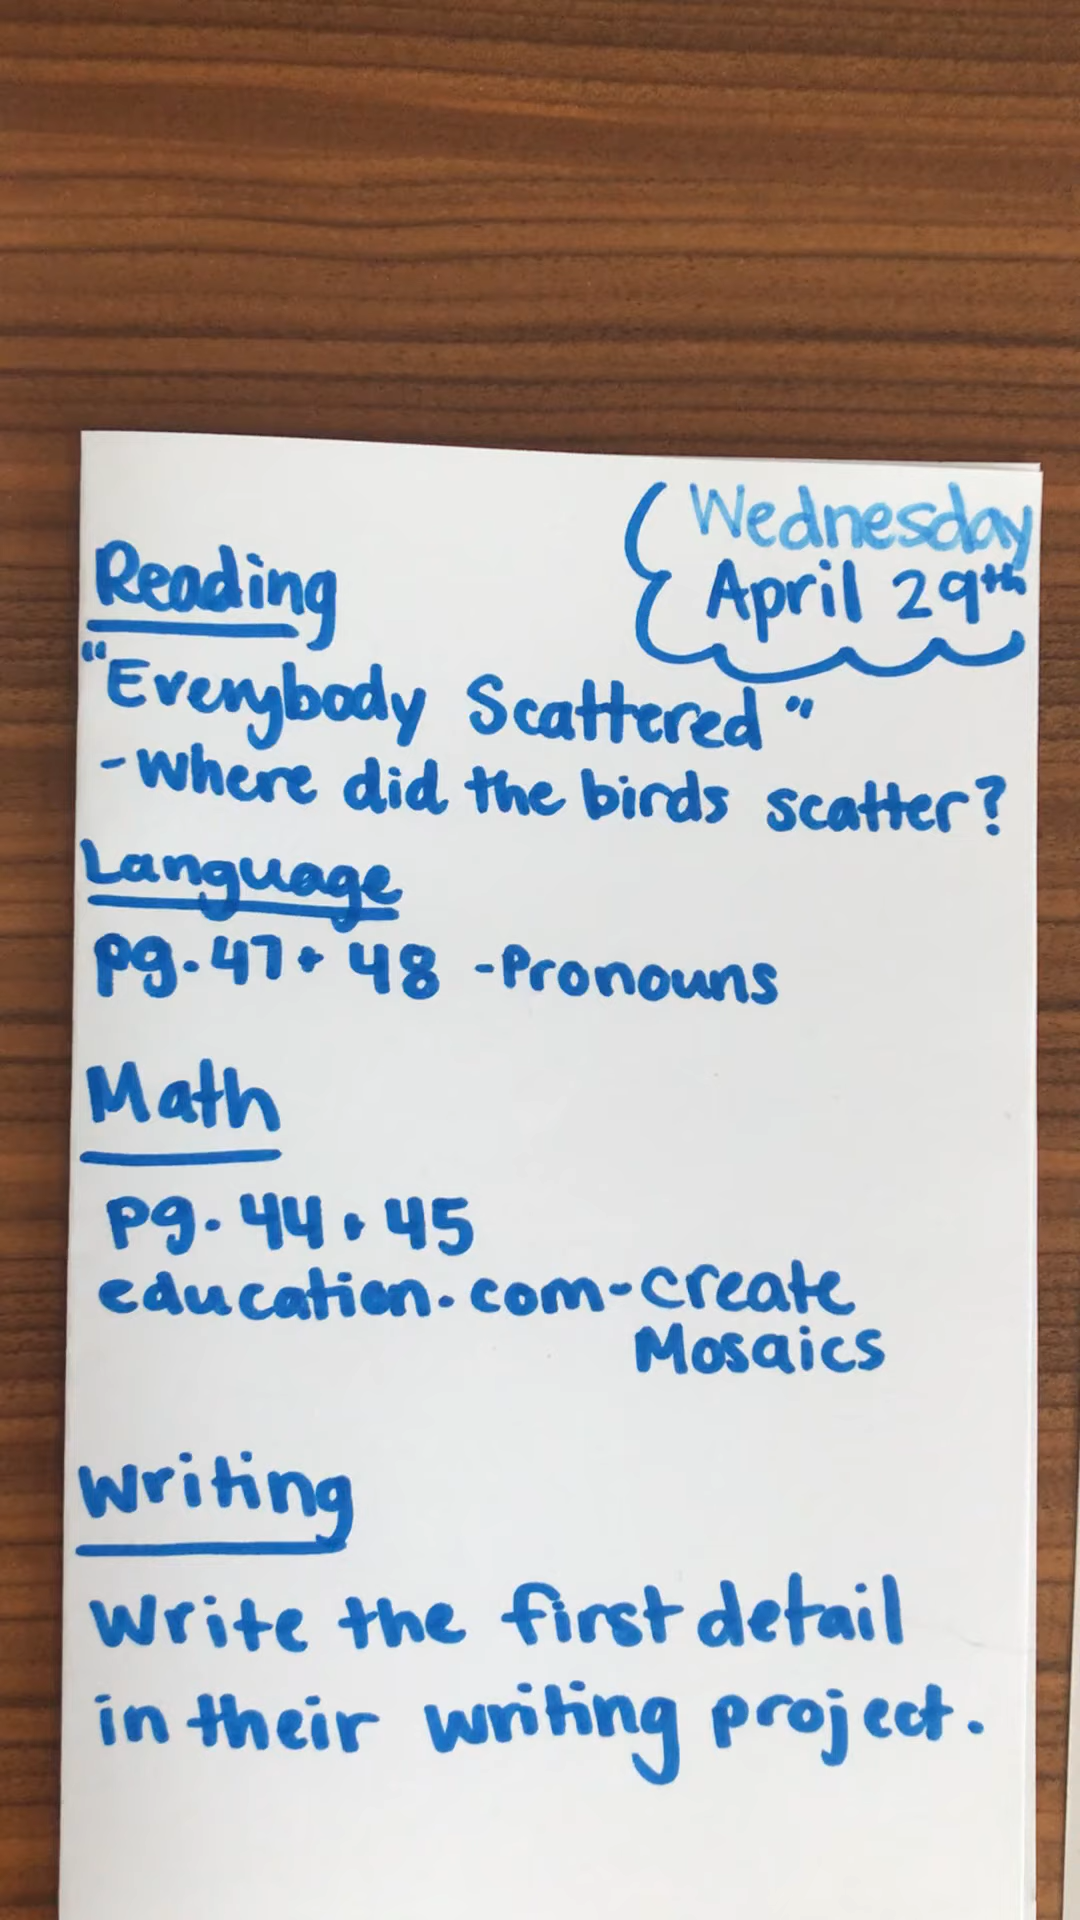 Wednesday
April 29th
Reading
"Everybody Scattered"
- Where did the birds scatter?
Language
pg. 47 + 48 - Pronouns
Math
pg. 44 + 45
education.com - Create
Mosaics
Writing
Write the first detail
in their writing project.